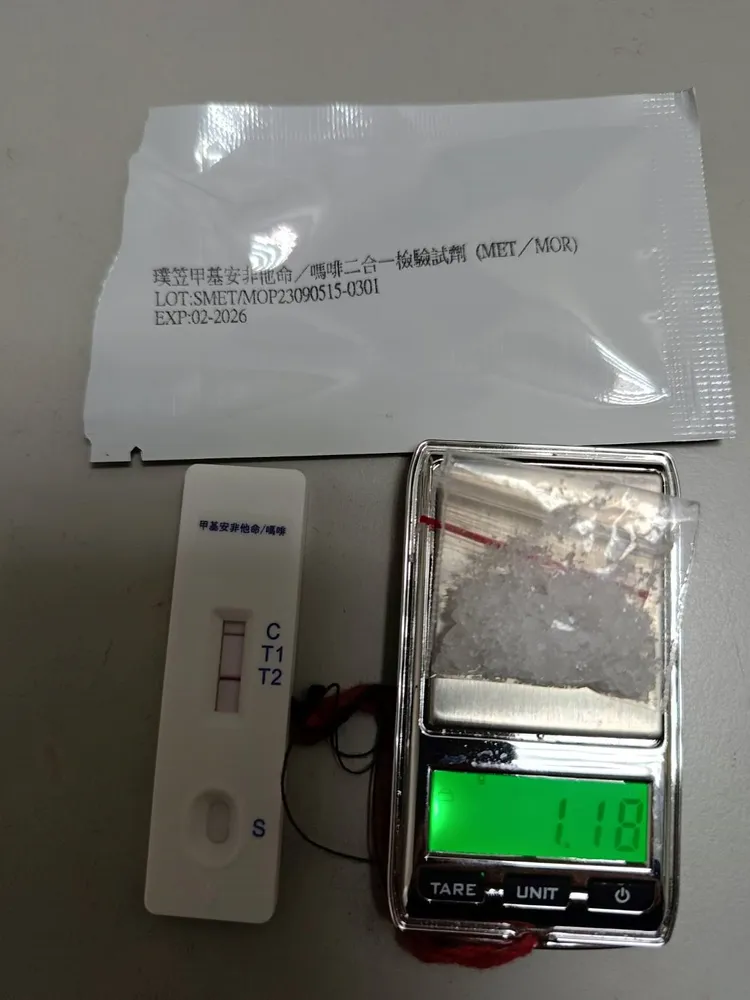 璞笠甲基安非他命／嗎啡二合一檢驗試劑 (MET／MOR)
LOT:SMET/MOP23090515-0301
EXP:02-2026
甲基安非他命/嗎啡
C
T1
T2
S
1.18
TARE UNIT